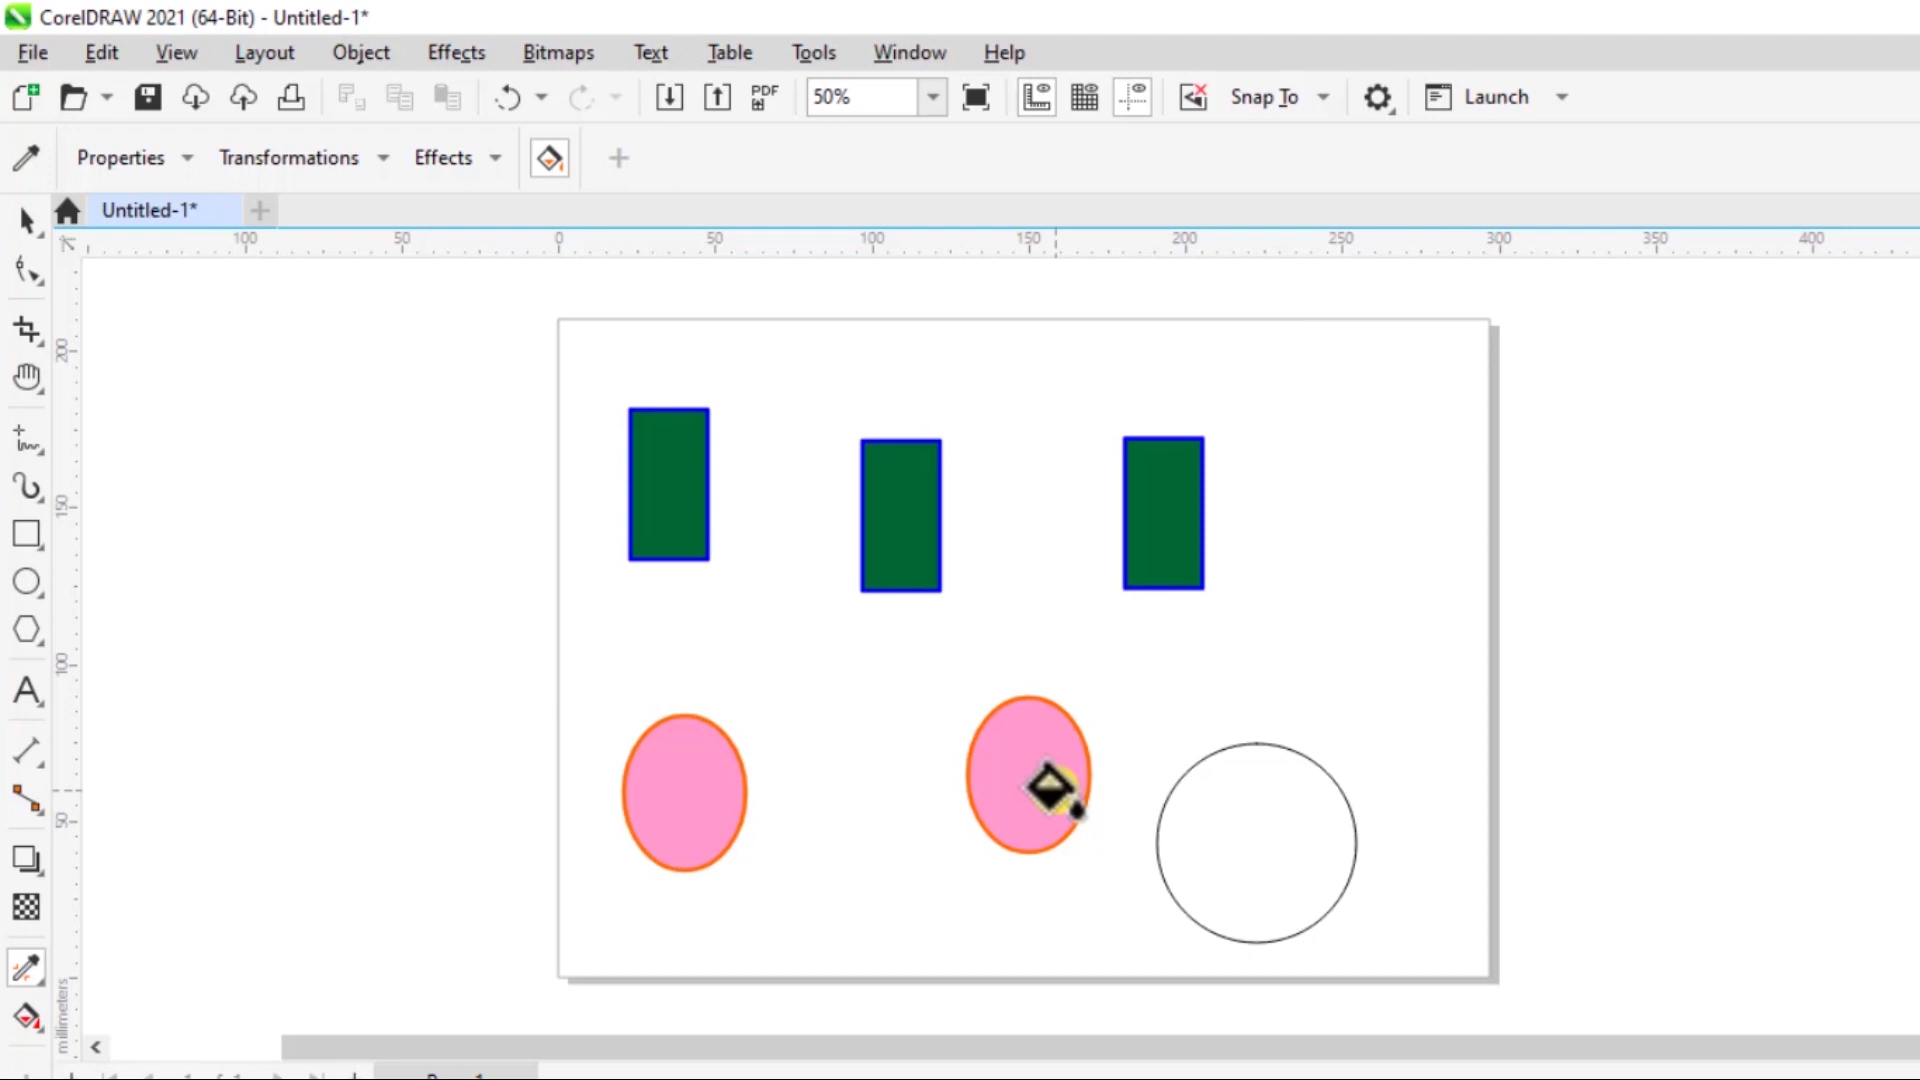 CorelDRAW 2021 (64-Bit) - Untitled-1*
File Edit View Layout Object Effects Bitmaps Text Table Tools Window Help
PDF 50% Snap To Launch
Properties Transformations Effects
Untitled-1*
100 50 0 50 100 150 200 250 300 350 400
200
150
100
50
millimeters